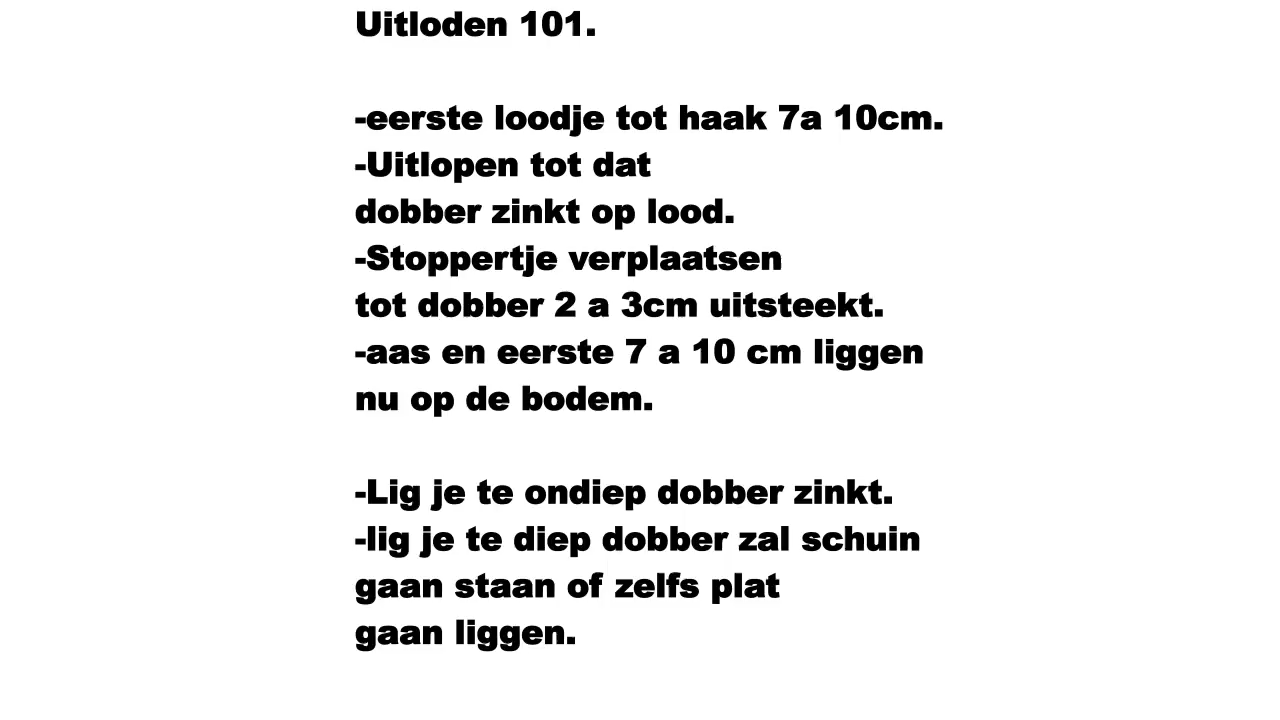 Uitloden 101.
-eerste loodje tot haak 7a 10cm.
-Uitlopen tot dat
dobber zinkt op lood.
-Stoppertje verplaatsen
tot dobber 2 a 3cm uitsteekt.
-aas en eerste 7 a 10 cm liggen
nu op de bodem.
-Lig je te ondiep dobber zinkt.
-lig je te diep dobber zal schuin
gaan staan of zelfs plat
gaan liggen.